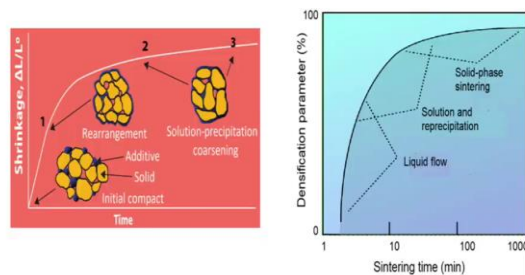 Shrinkage, ΔL/L°
1
2
3
Rearrangement
Solution-precipitation
coarsening
Additive
Solid
Initial compact
Time
Densification parameter (%)
100
50
0
Solid-phase
sintering
Solution and
reprecipitation
Liquid flow
1
10
100
1000
Sintering time (min)